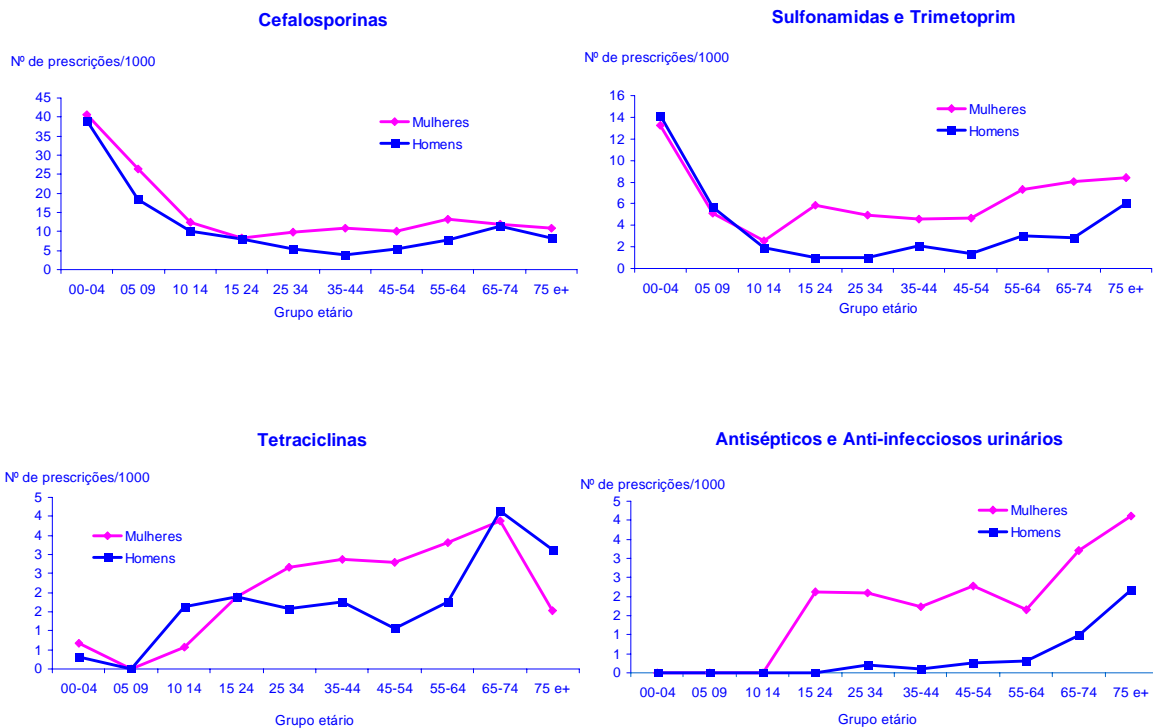 Cefalosporinas
Nº de prescrições/1000
45
40
35
30
25
20
15
10
5
0
Mulheres
Homens
00-04 05 09 10 14 15 24 25 34 35-44 45-54 55-64 65-74 75 e+
Grupo etário
Sulfonamidas e Trimetoprim
Nº de prescrições/1000
16
14
12
10
8
6
4
2
0
Mulheres
Homens
00-04 05 09 10 14 15 24 25 34 35-44 45-54 55-64 65-74 75 e+
Grupo etário
Tetraciclinas
Nº de prescrições/1000
5
4
4
3
3
2
2
1
1
0
Mulheres
Homens
00-04 05 09 10 14 15 24 25 34 35-44 45-54 55-64 65-74 75 e+
Grupo etário
Antisépticos e Anti-infecciosos urinários
Nº de prescrições/1000
5
4
4
3
3
2
2
1
1
0
Mulheres
Homens
00-04 05 09 10 14 15 24 25 34 35-44 45-54 55-64 65-74 75 e+
Grupo etário